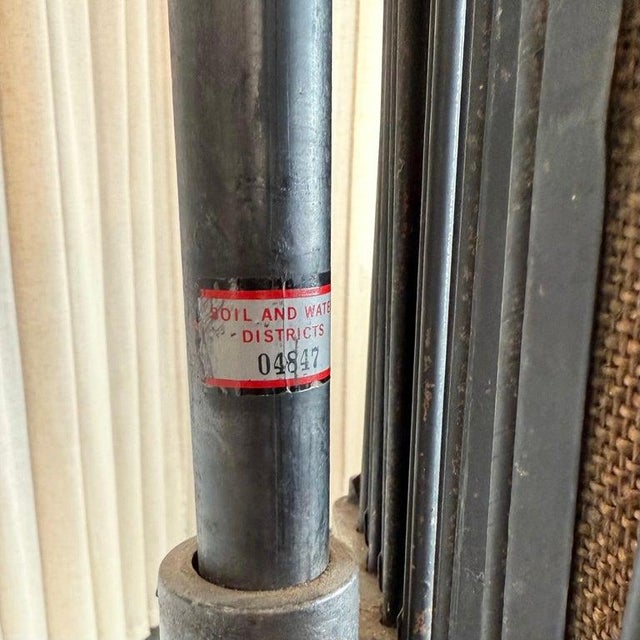 SOIL AND WATE
DISTRICTS
04847